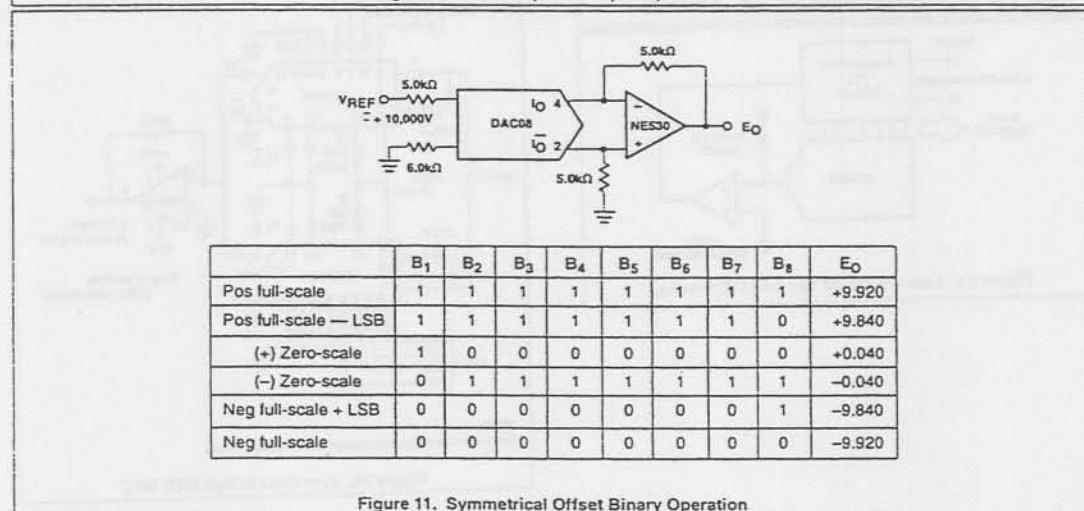 5.0kΩ
5.0kΩ
VREF
+ 10,000V
IO 4
DAC08
IO 2
NE530
EO
6.0kΩ
5.0kΩ
B1 B2 B3 B4 B5 B6 B7 B8 EO
Pos full-scale 1 1 1 1 1 1 1 1 +9.920
Pos full-scale — LSB 1 1 1 1 1 1 1 0 +9.840
(+) Zero-scale 1 0 0 0 0 0 0 0 +0.040
(−) Zero-scale 0 1 1 1 1 1 1 1 −0.040
Neg full-scale + LSB 0 0 0 0 0 0 0 1 −9.840
Neg full-scale 0 0 0 0 0 0 0 0 −9.920
Figure 11. Symmetrical Offset Binary Operation